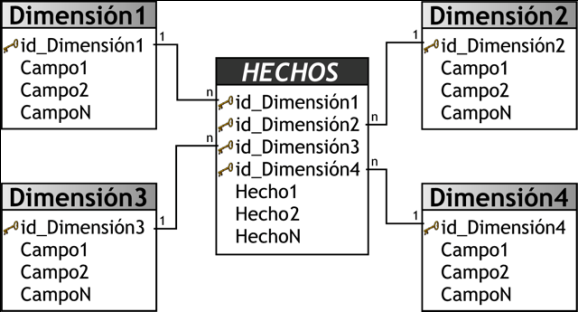 Dimensión1
id_Dimensión1
Campo1
Campo2
CampoN
1
Dimensión2
id_Dimensión2
Campo1
Campo2
CampoN
1
HECHOS
id_Dimensión1
id_Dimensión2
id_Dimensión3
id_Dimensión4
Hecho1
Hecho2
HechoN
n
n
n
n
Dimensión3
id_Dimensión3
Campo1
Campo2
CampoN
1
Dimensión4
id_Dimensión4
Campo1
Campo2
CampoN
1